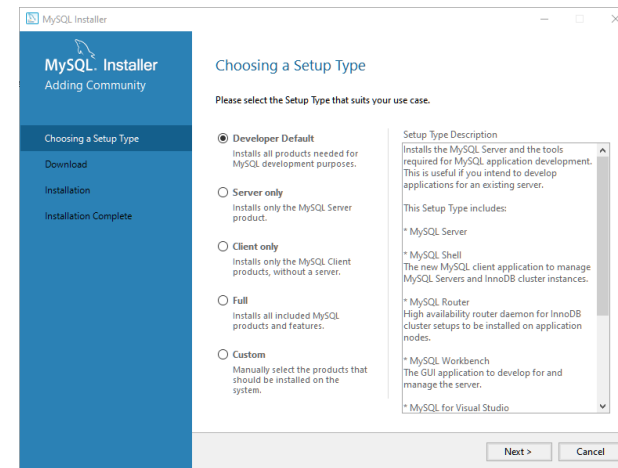 MySQL Installer
MySQL. Installer
Adding Community
Choosing a Setup Type
Download
Installation
Installation Complete
Choosing a Setup Type
Please select the Setup Type that suits your use case.
Developer Default
Installs all products needed for
MySQL development purposes.
Server only
Installs only the MySQL Server
product.
Client only
Installs only the MySQL Client
products, without a server.
Full
Installs all included MySQL
products and features.
Custom
Manually select the products that
should be installed on the
system.
Setup Type Description
Installs the MySQL Server and the tools
required for MySQL application development.
This is useful if you intend to develop
applications for an existing server.
This Setup Type includes:
* MySQL Server
* MySQL Shell
The new MySQL client application to manage
MySQL Servers and InnoDB cluster instances.
* MySQL Router
High availability router daemon for InnoDB
cluster setups to be installed on application
nodes.
* MySQL Workbench
The GUI application to develop for and
manage the server.
* MySQL for Visual Studio
Next >
Cancel